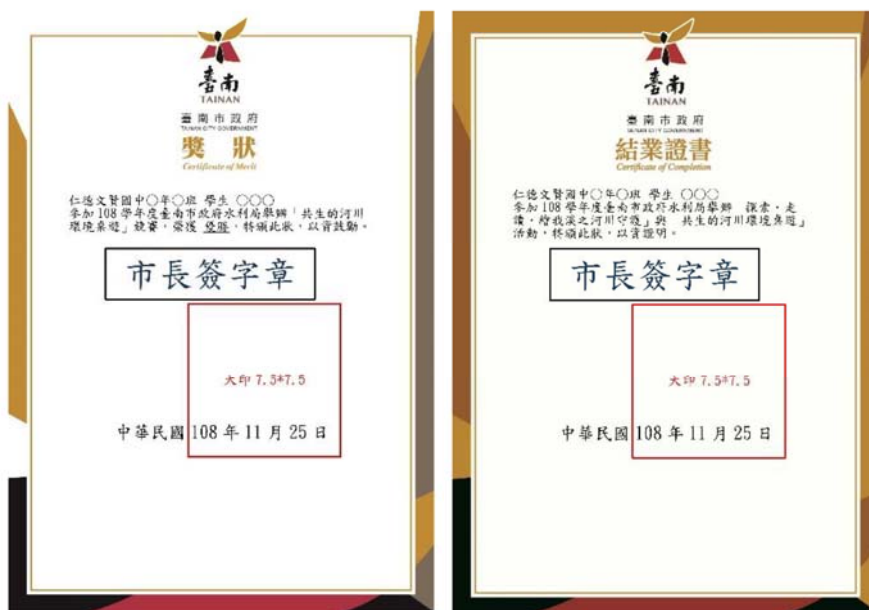 臺南
TAINAN
臺南市政府
TAINAN CITY GOVERNMENT
獎 狀
Certificate of Merit
仁德文賢國中○年○班 學生 ○○○
參加 108 學年度臺南市政府水利局舉辦「共生的河川
環境桌遊」競賽,榮獲 優勝,特頒此狀,以資鼓勵。
市長簽字章
大印 7.5*7.5
中華民國 108 年 11 月 25 日
臺南
TAINAN
臺南市政府
TAINAN CITY GOVERNMENT
結業證書
Certificate of Completion
仁德文賢國中○年○班 學生 ○○○
參加 108 學年度臺南市政府水利局舉辦 探索,走
讀,溪之河川守護」與 共生的河川環境桌遊」
活動,特頒此狀,以資證明。
市長簽字章
大印 7.5*7.5
中華民國 108 年 11 月 25 日